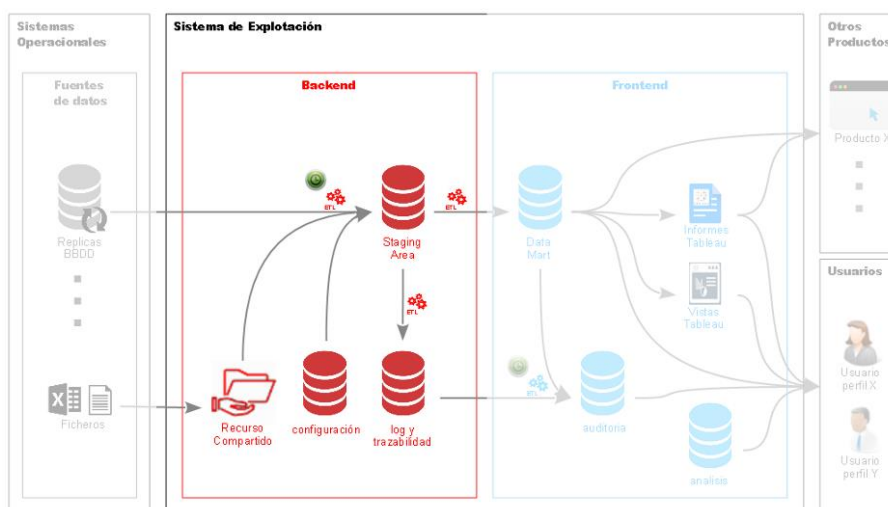 Sistemas
Operacionales
Sistema de Explotación
Otros
Productos
Fuentes
de datos
Backend
Frontend
Producto X
ETL
ETL
Replicas
BBDD
Staging
Area
Data
Mart
Informes
Tableau
Usuarios
ETL
Vistas
Tableau
Usuario
perfil X
ETL
Ficheros
Recurso
Compartido
configuración
log y
trazabilidad
auditoria
analisis
Usuario
perfil Y